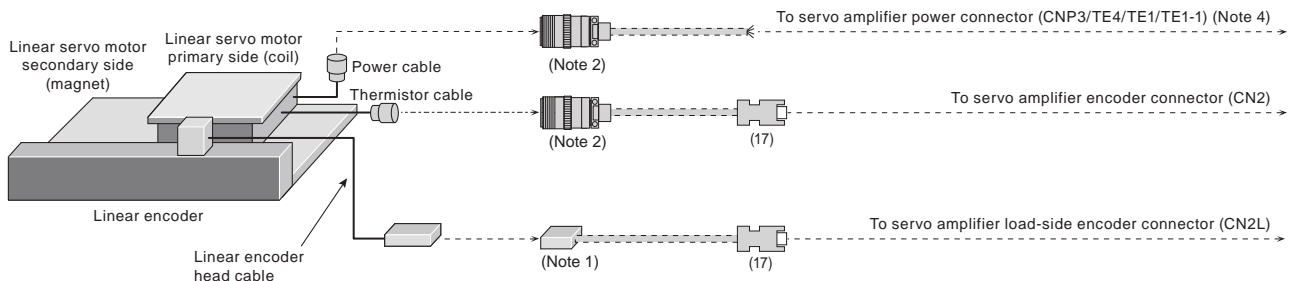 To servo amplifier power connector (CNP3/TE4/TE1/TE1-1) (Note 4)
Linear servo motor
primary side (coil)
Linear servo motor
secondary side
(magnet)
Power cable
(Note 2)
Thermistor cable
To servo amplifier encoder connector (CN2)
(Note 2)
(17)
Linear encoder
To servo amplifier load-side encoder connector (CN2L)
Linear encoder
head cable
(Note 1)
(17)